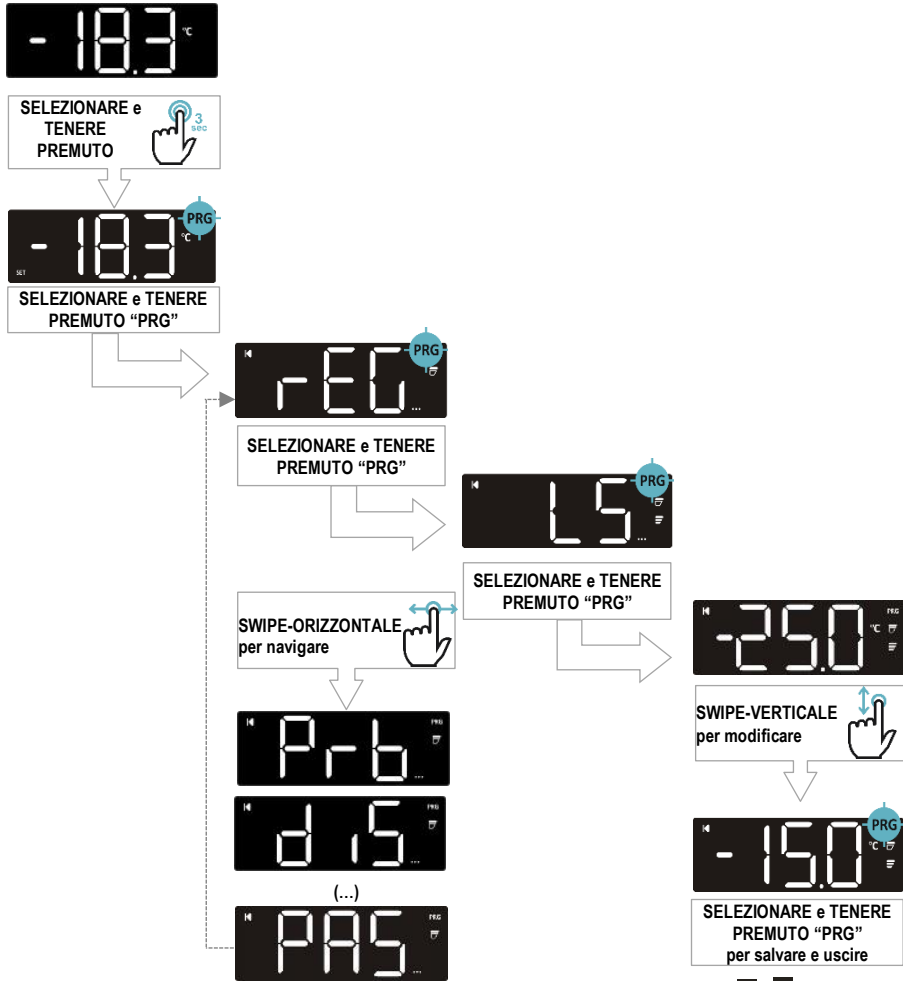 -18.3 °C
SELEZIONARE e
TENERE
PREMUTO
3
sec
PRG
-18.3 °C
SET
SELEZIONARE e TENERE
PREMUTO “PRG”
PRG
rEG...
SELEZIONARE e TENERE
PREMUTO “PRG”
PRG
LS...
SELEZIONARE e TENERE
PREMUTO “PRG”
PRG
-25.0 °C
SWIPE-VERTICALE
per modificare
PRG
-15.0 °C
SELEZIONARE e TENERE
PREMUTO “PRG”
per salvare e uscire
SWIPE-ORIZZONTALE
per navigare
PRG
Prb...
PRG
diS...
(...)
PRG
PAS...